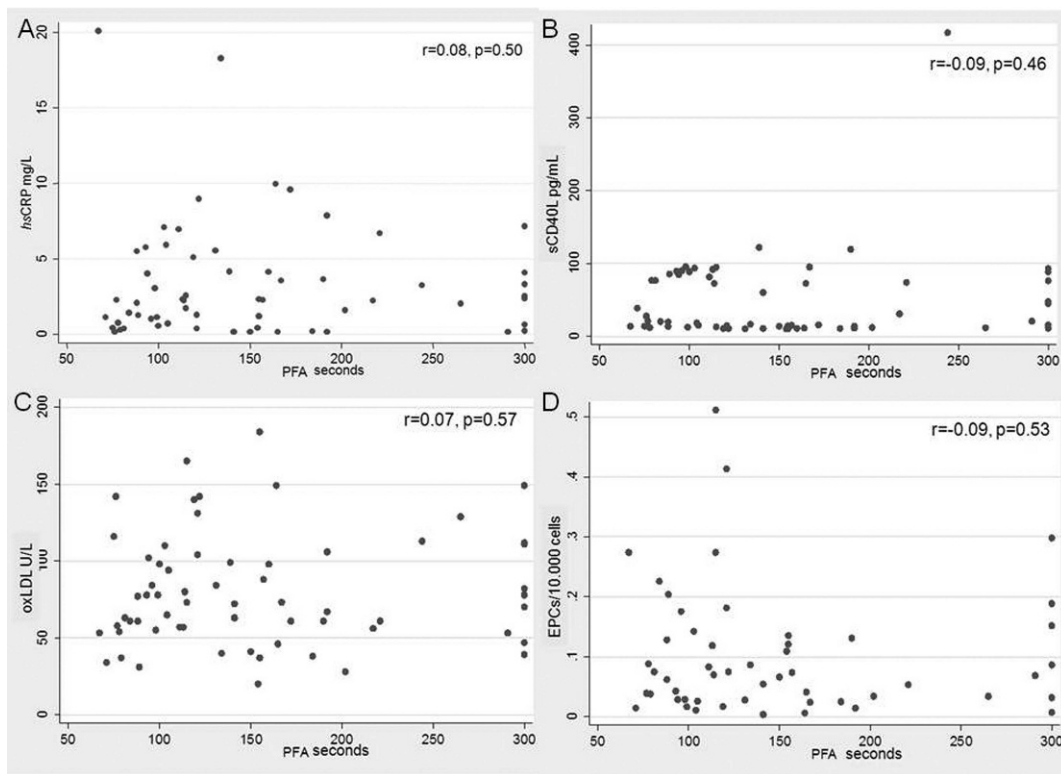 A
r=0.08, p=0.50
20
15
10
5
0
hsCRP mg/L
50 100 150 200 250 300
PFA seconds
B
r=-0.09, p=0.46
400
300
200
100
0
sCD40L pg/mL
50 100 150 200 250 300
PFA seconds
C
r=0.07, p=0.57
200
150
100
50
0
oxLDL U/L
50 100 150 200 250 300
PFA seconds
D
r=-0.09, p=0.53
.5
.4
.3
.2
.1
0
EPCs/10.000 cells
50 100 150 200 250 300
PFA seconds